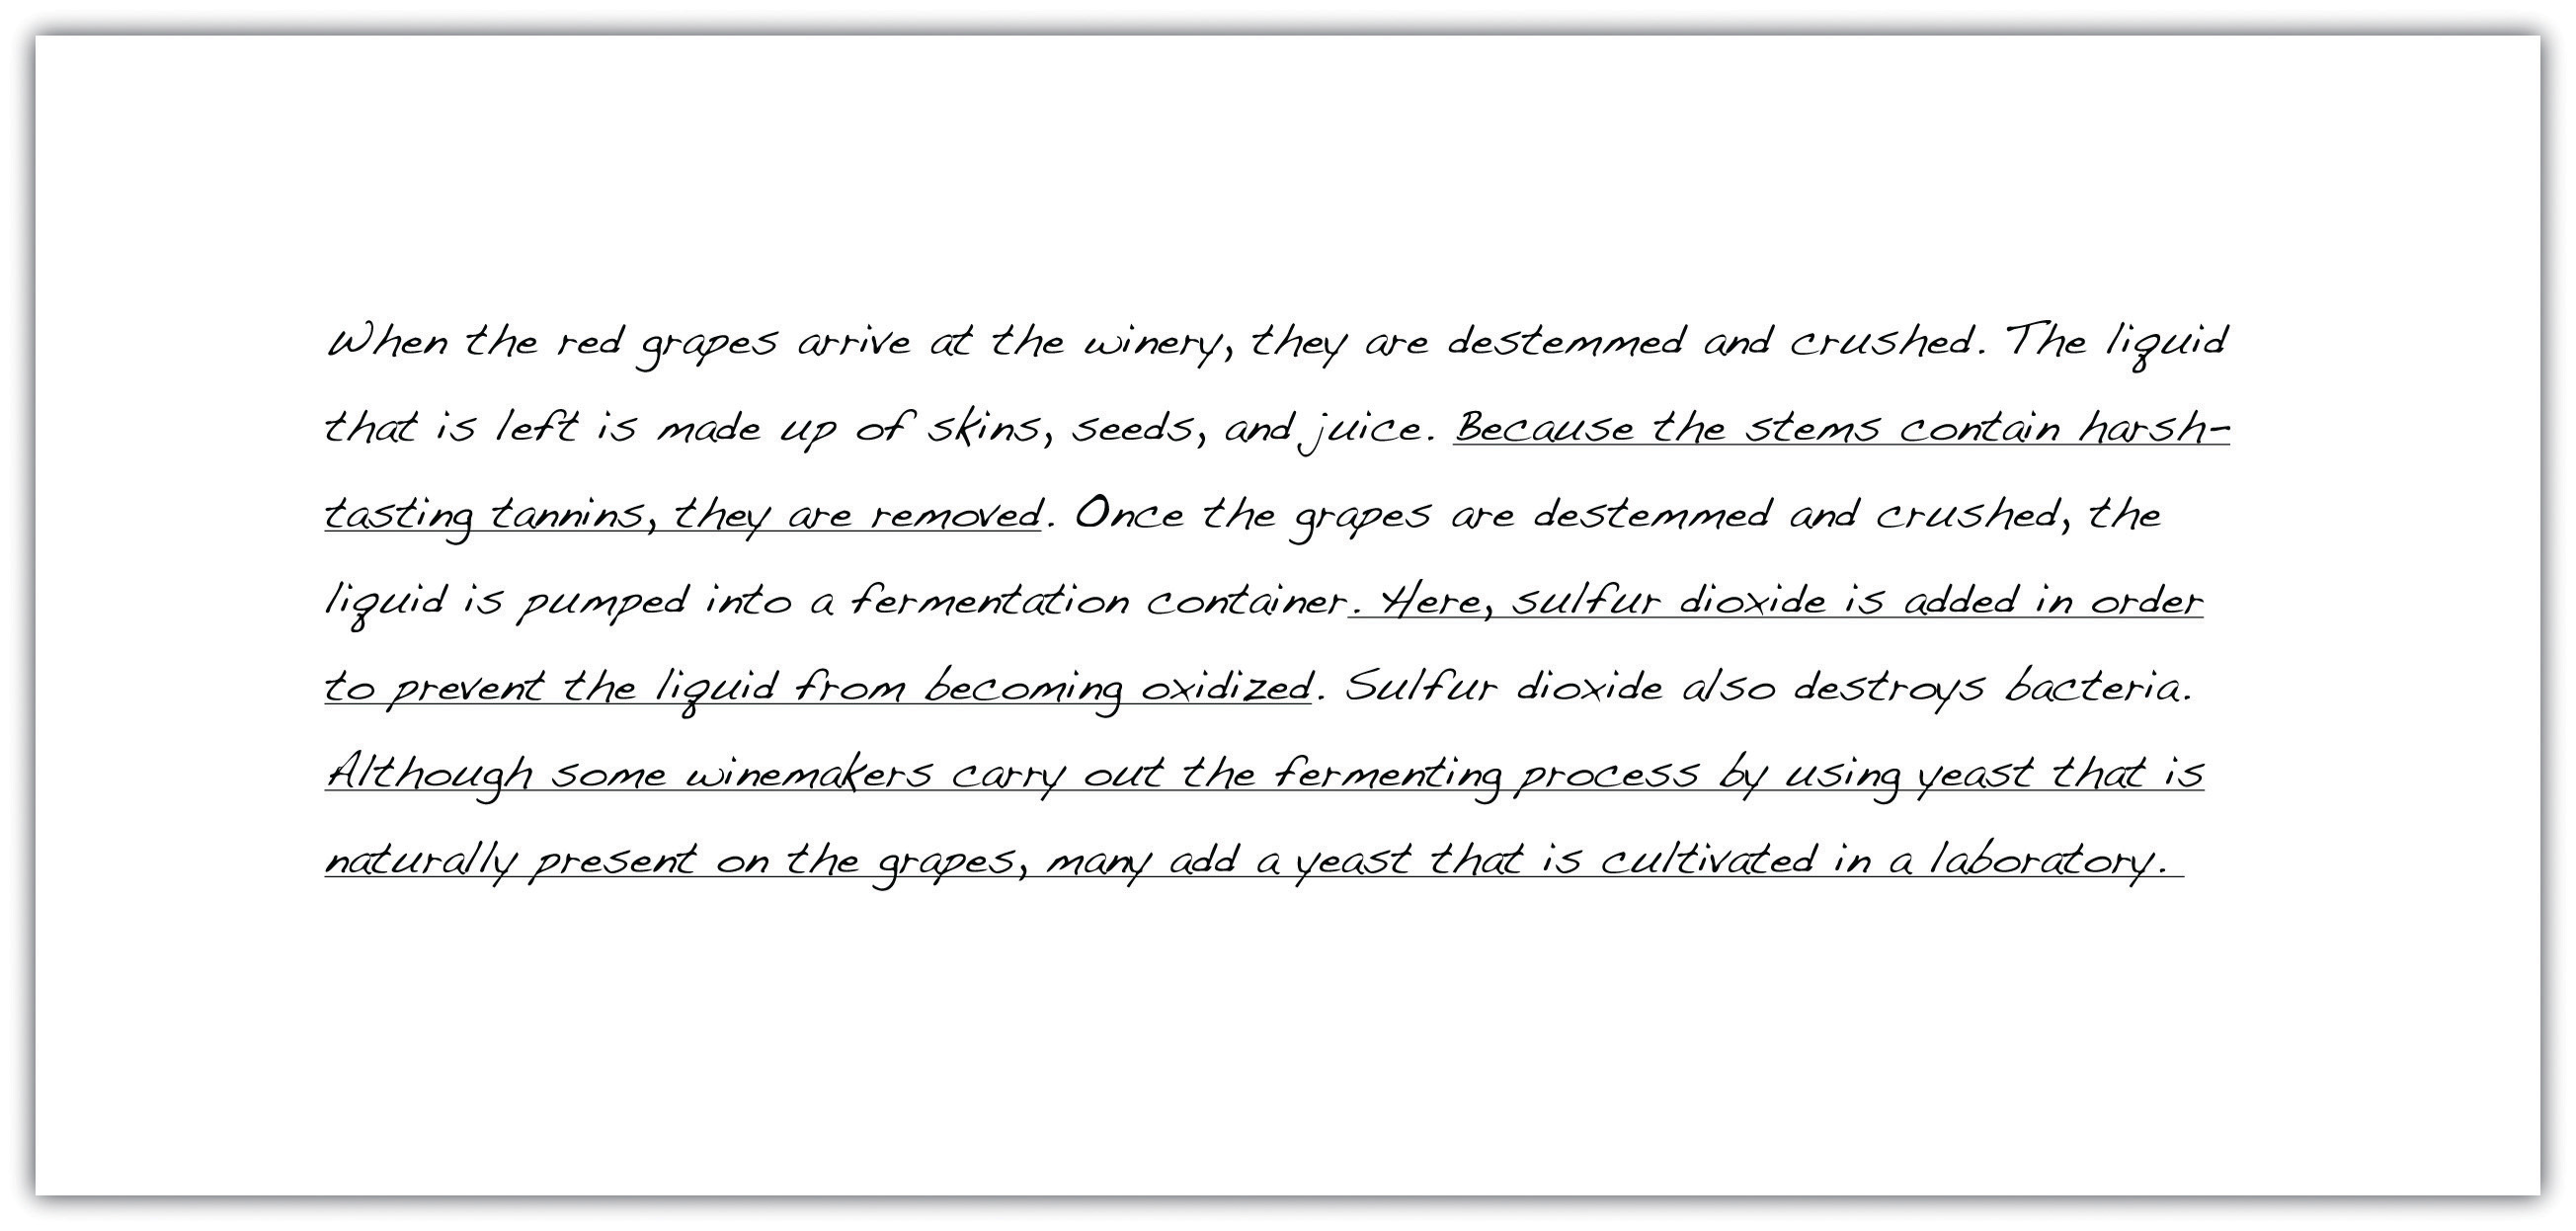 When the red grapes arrive at the winery, they are destemmed and crushed. The liquid
that is left is made up of skins, seeds, and juice. Because the stems contain harsh-
tasting tannins, they are removed. Once the grapes are destemmed and crushed, the
liquid is pumped into a fermentation container. Here, sulfur dioxide is added in order
to prevent the liquid from becoming oxidized. Sulfur dioxide also destroys bacteria.
Although some winemakers carry out the fermenting process by using yeast that is
naturally present on the grapes, many add a yeast that is cultivated in a laboratory.